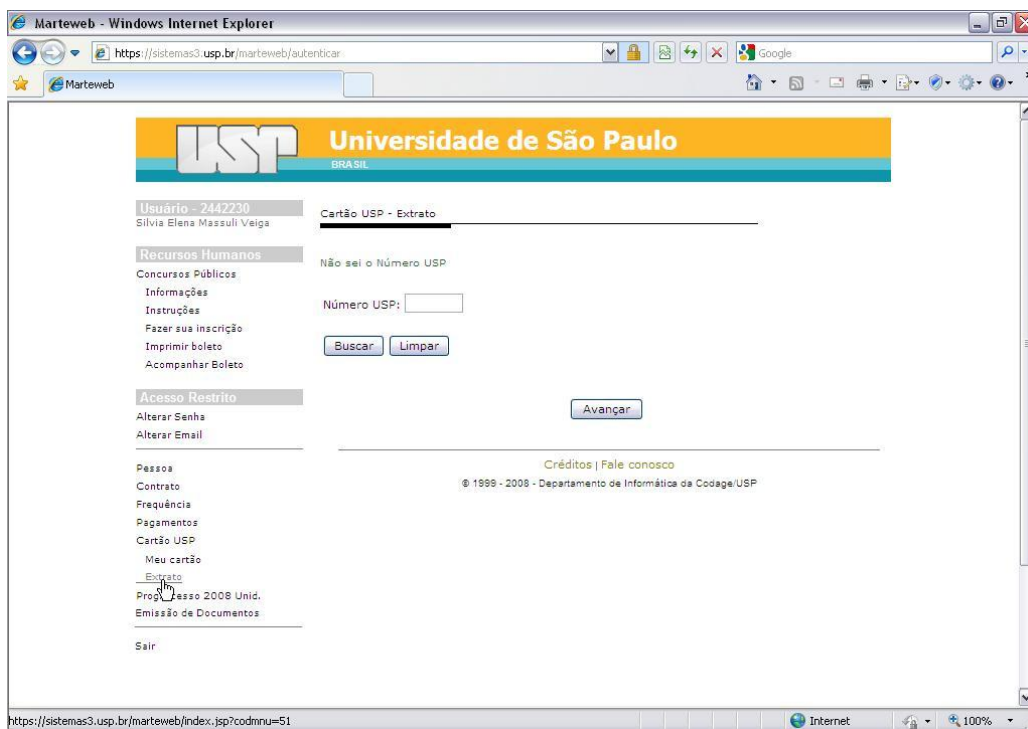 Marteweb - Windows Internet Explorer
https://sistemas3.usp.br/marteweb/autenticar
Google
Marteweb
USP
Universidade de São Paulo
BRASIL
Usuário - 2442230
Silvia Elena Massuli Veiga
Recursos Humanos
Concursos Públicos
Informações
Instruções
Fazer sua inscrição
Imprimir boleto
Acompanhar Boleto
Acesso Restrito
Alterar Senha
Alterar Email
Pessoa
Contrato
Frequência
Pagamentos
Cartão USP
Meu cartão
Extrato
2008 Unid.
Emissão de Documentos
Sair
Cartão USP - Extrato
Não sei o Número USP
Número USP:
Buscar Limpar
Avançar
Créditos | Fale conosco
© 1999 - 2008 - Departamento de Informática da Codage/USP
https://sistemas3.usp.br/marteweb/index.jsp?codmnu=51
Internet
100%